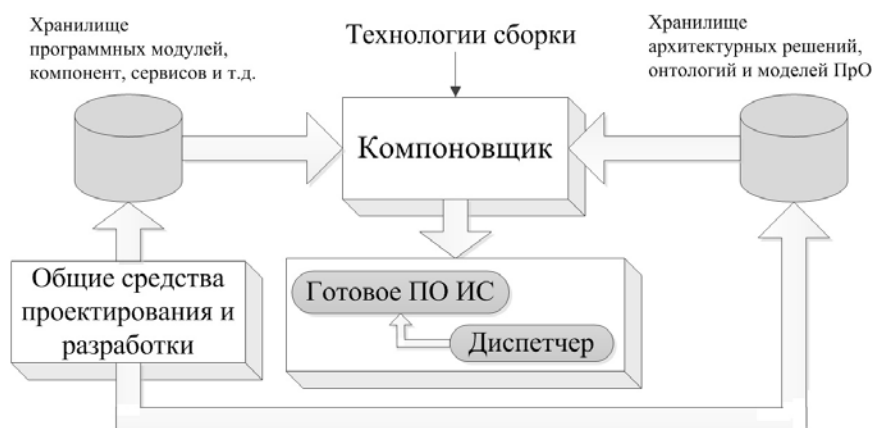 Хранилище
программных модулей,
компонент, сервисов и т.д.
Технологии сборки
Хранилище
архитектурных решений,
онтологий и моделей ПрО
Компоновщик
Общие средства
проектирования и
разработки
Готовое ПО ИС
Диспетчер